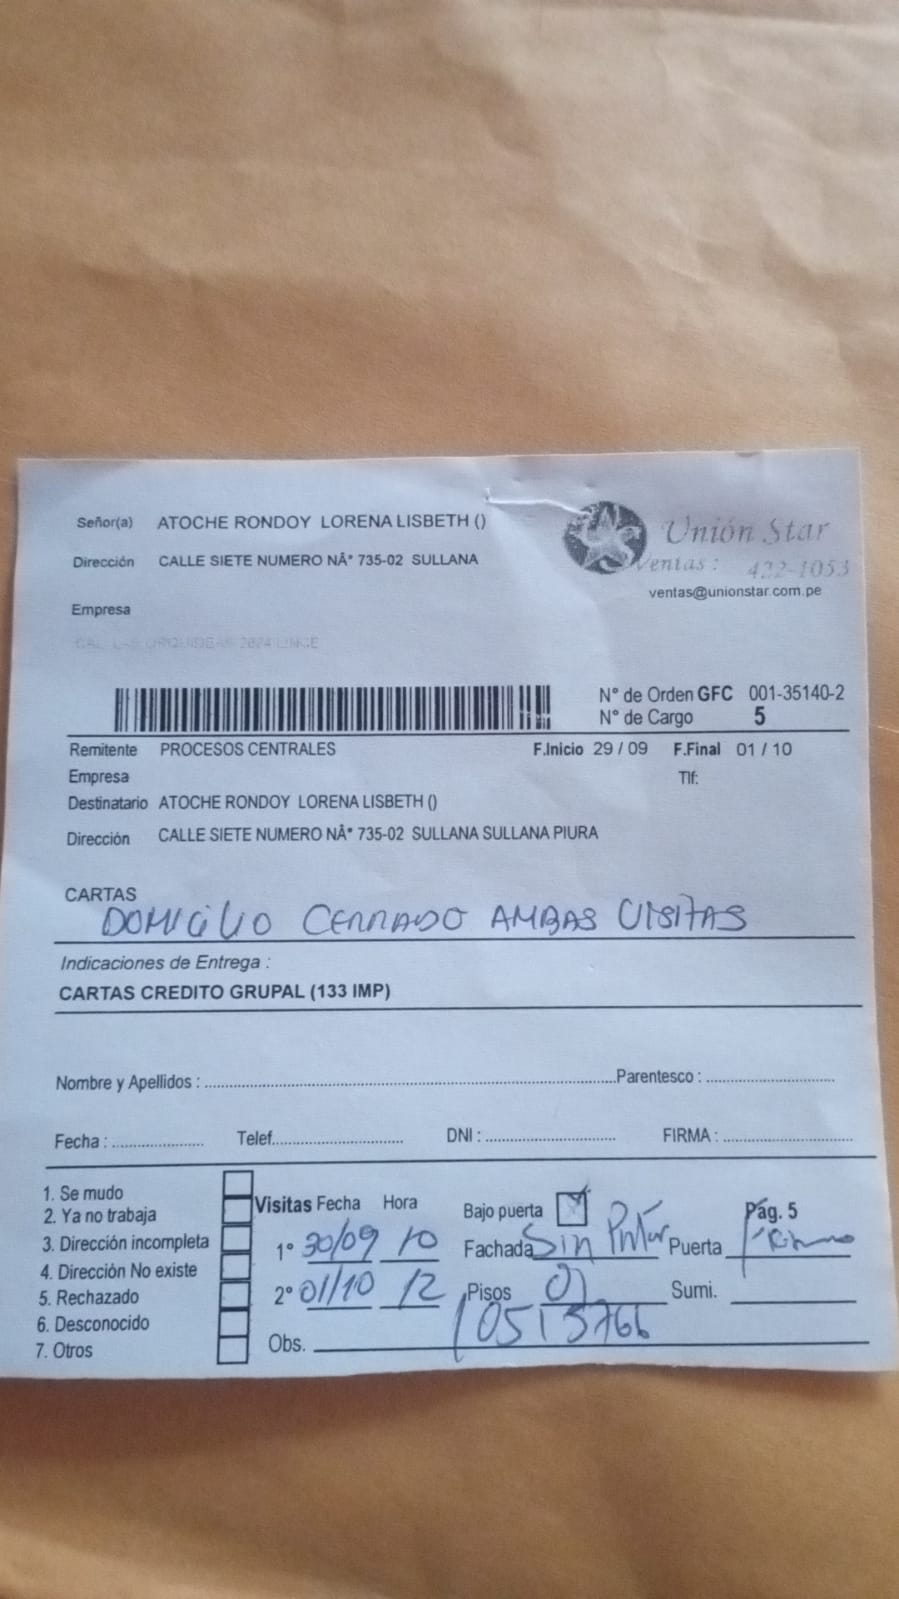 Señor(a) ATOCHE RONDOY LORENA LISBETH ()
Unión Star
Dirección CALLE SIETE NUMERO NÂ° 735-02 SULLANA
Ventas: 422-1053
ventas@unionstar.com.pe
Empresa
N° de Orden GFC 001-35140-2
N° de Cargo 5
Remitente PROCESOS CENTRALES F.Inicio 29 / 09 F.Final 01 / 10
Empresa Tlf:
Destinatario ATOCHE RONDOY LORENA LISBETH ()
Dirección CALLE SIETE NUMERO NÂ° 735-02 SULLANA SULLANA PIURA
CARTAS
DOMICILIO CERRADO AMBAS VISITAS
Indicaciones de Entrega :
CARTAS CREDITO GRUPAL (133 IMP)
Nombre y Apellidos : Parentesco :
Fecha : Telef. DNI : FIRMA :
1. Se mudo
2. Ya no trabaja
3. Dirección incompleta
4. Dirección No existe
5. Rechazado
6. Desconocido
7. Otros
Visitas Fecha Hora
1° 30/09 10
2° 01/10 12
Obs.
Bajo puerta Pág. 5
Fachada Sin Pintar Puerta
Pisos 01 Sumi.